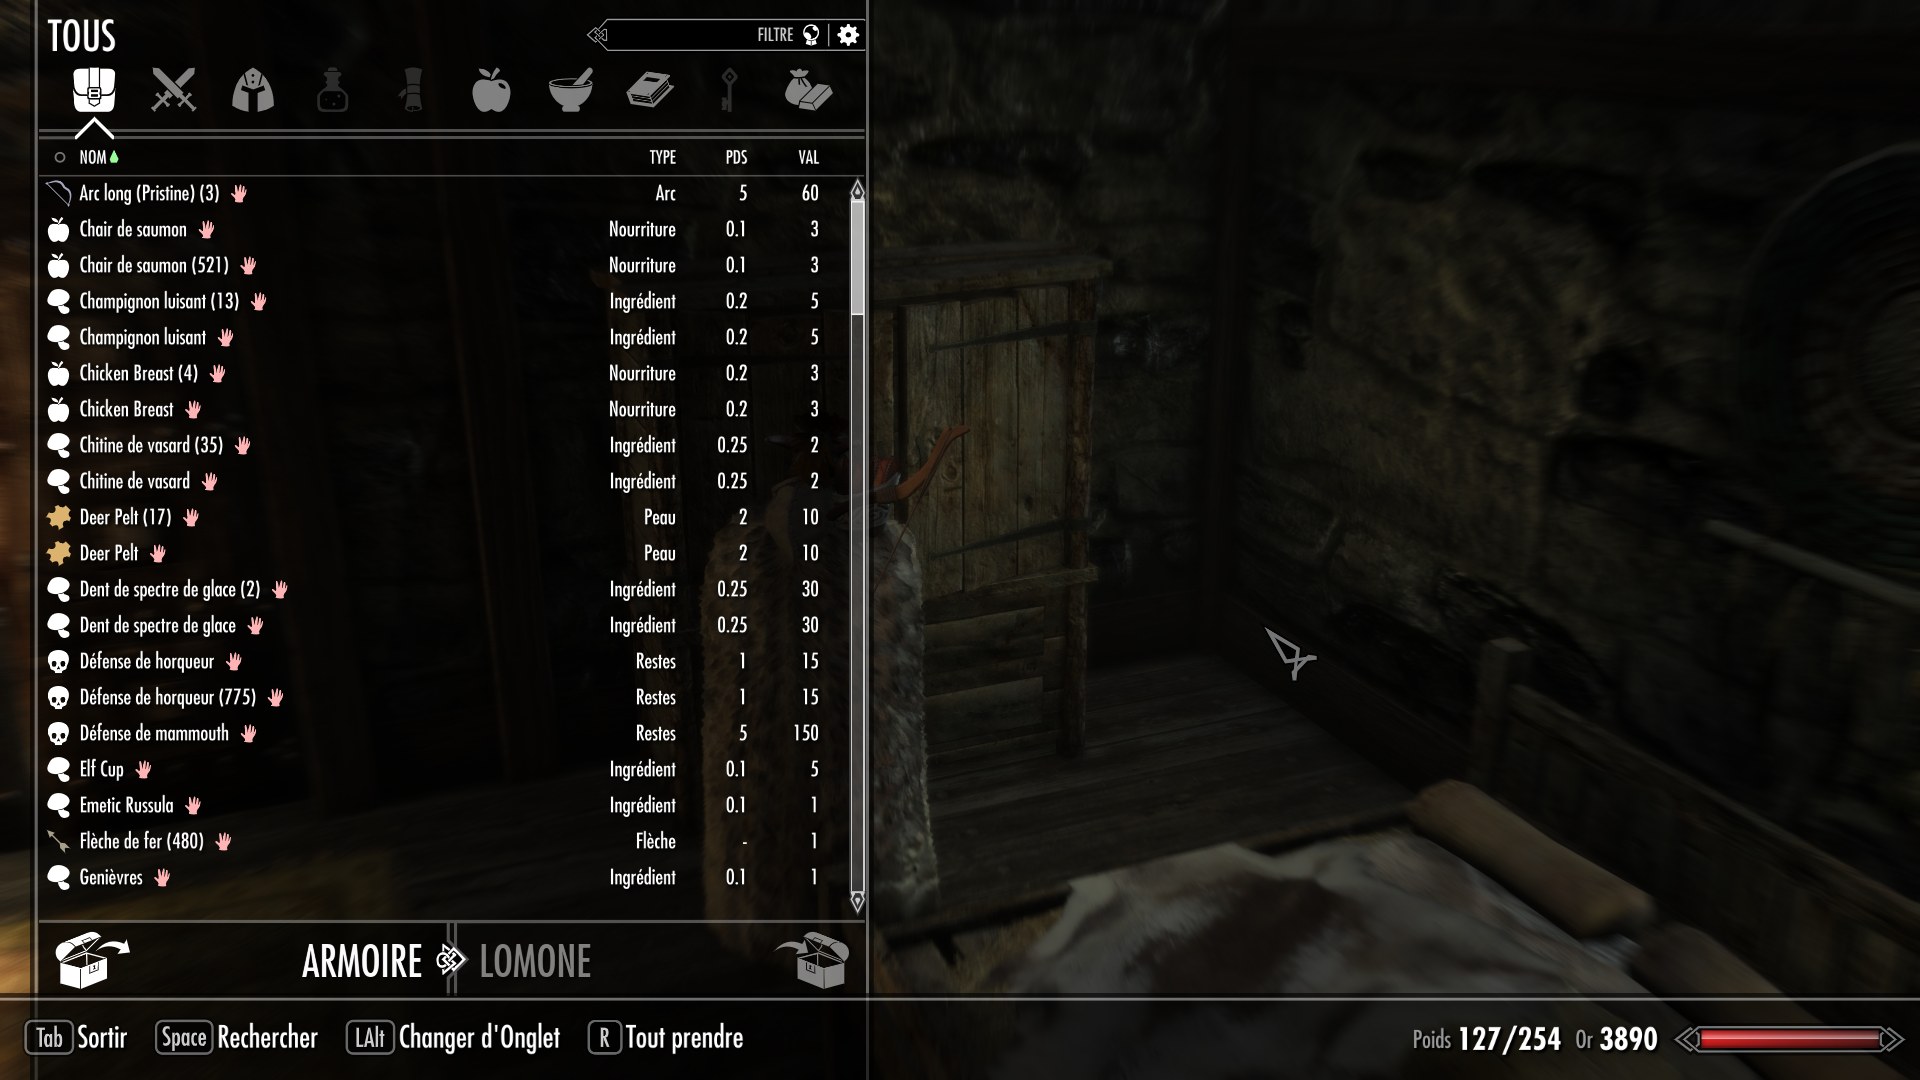 TOUS
FILTRE
NOM TYPE PDS VAL
Arc long (Pristine) (3) Arc 5 60
Chair de saumon Nourriture 0.1 3
Chair de saumon (521) Nourriture 0.1 3
Champignon luisant (13) Ingrédient 0.2 5
Champignon luisant Ingrédient 0.2 5
Chicken Breast (4) Nourriture 0.2 3
Chicken Breast Nourriture 0.2 3
Chitine de vasard (35) Ingrédient 0.25 2
Chitine de vasard Ingrédient 0.25 2
Deer Pelt (17) Peau 2 10
Deer Pelt Peau 2 10
Dent de spectre de glace (2) Ingrédient 0.25 30
Dent de spectre de glace Ingrédient 0.25 30
Défense de horqueur Restes 1 15
Défense de horqueur (775) Restes 1 15
Défense de mammouth Restes 5 150
Elf Cup Ingrédient 0.1 5
Emetic Russula Ingrédient 0.1 1
Flèche de fer (480) Flèche - 1
Genièvres Ingrédient 0.1 1
ARMOIRE LOMONE
Tab Sortir Space Rechercher LAlt Changer d'Onglet R Tout prendre Poids 127/254 Or 3890